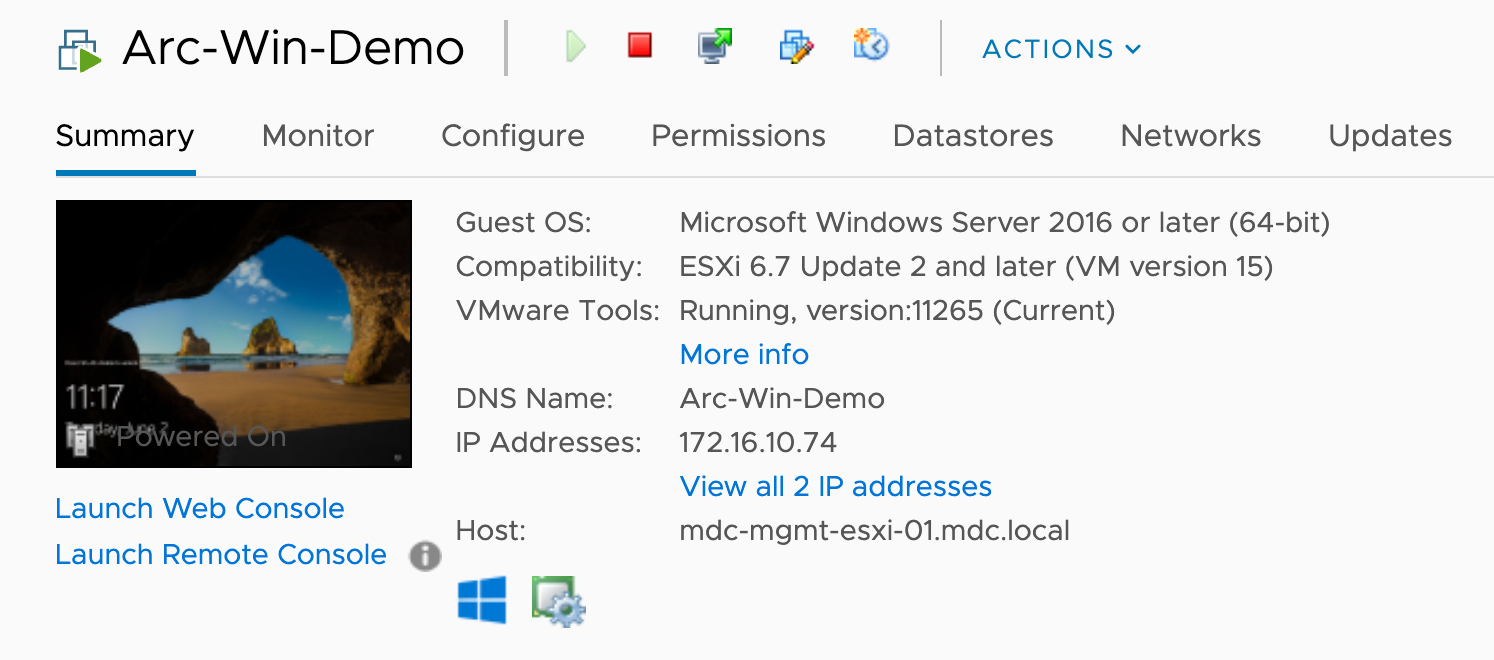 Arc-Win-Demo
ACTIONS
Summary Monitor Configure Permissions Datastores Networks Updates
Guest OS: Microsoft Windows Server 2016 or later (64-bit)
Compatibility: ESXi 6.7 Update 2 and later (VM version 15)
VMware Tools: Running, version:11265 (Current)
More info
DNS Name: Arc-Win-Demo
IP Addresses: 172.16.10.74
View all 2 IP addresses
Host: mdc-mgmt-esxi-01.mdc.local
11:17
Tuesday, June 2
Powered On
Launch Web Console
Launch Remote Console